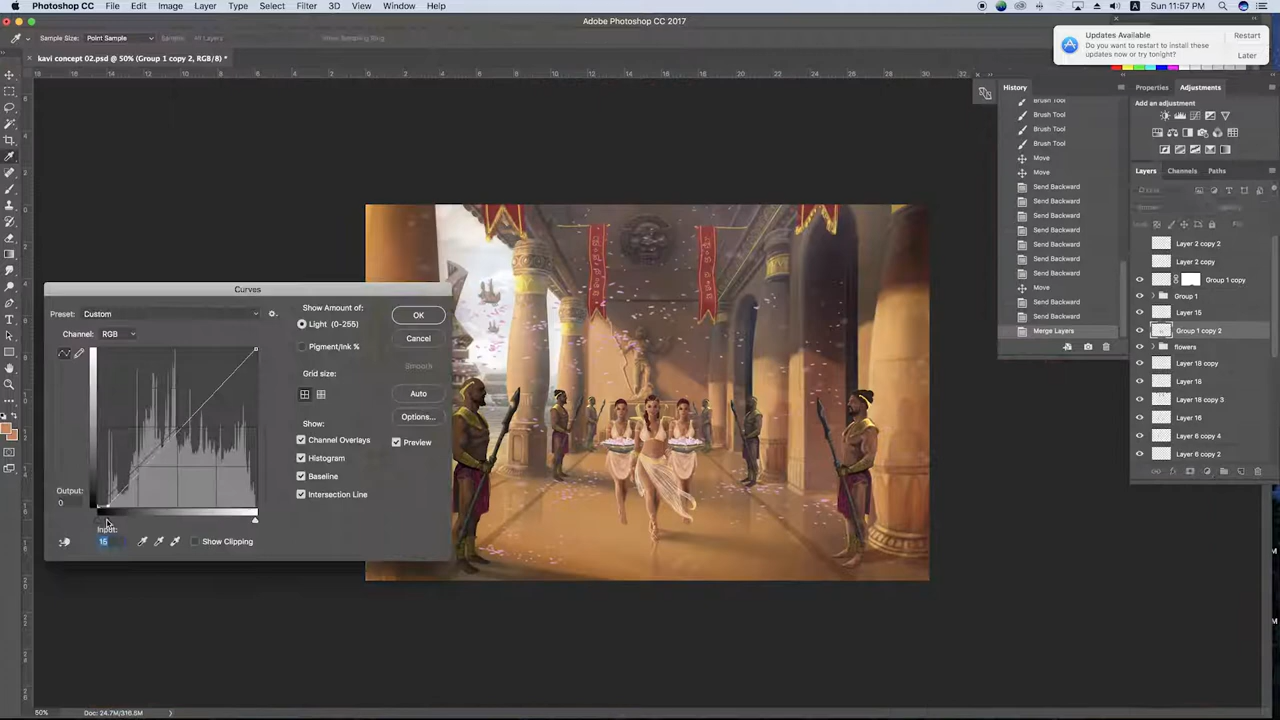 Photoshop CC File Edit Image Layer Type Select Filter 3D View Window Help
Sun 11:57 PM
Adobe Photoshop CC 2017
Sample Size: Point Sample
Show Sampling Ring
Updates Available
Do you want to restart to install these
updates now or try tonight?
Restart
Later
kavi concept 02.psd @ 50% (Group 1 copy 2, RGB/8) *
History
Brush Tool
Brush Tool
Brush Tool
Brush Tool
Move
Move
Send Backward
Send Backward
Send Backward
Send Backward
Send Backward
Send Backward
Send Backward
Move
Send Backward
Send Backward
Merge Layers
Properties Adjustments
Add an adjustment
Layers Channels Paths
Layer 2 copy 2
Layer 2 copy
Group 1 copy
Group 1
Layer 15
Group 1 copy 2
flowers
Layer 18 copy
Layer 18
Layer 18 copy 3
Layer 16
Layer 6 copy 4
Layer 6 copy 2
Curves
Preset: Custom
Channel: RGB
Output:
0
Input:
15
Show Clipping
Show Amount of:
Light (0-255)
Pigment/Ink %
Grid size:
Show:
Channel Overlays
Histogram
Baseline
Intersection Line
OK
Cancel
Smooth
Auto
Options...
Preview
50% Doc: 24.7M/316.5M